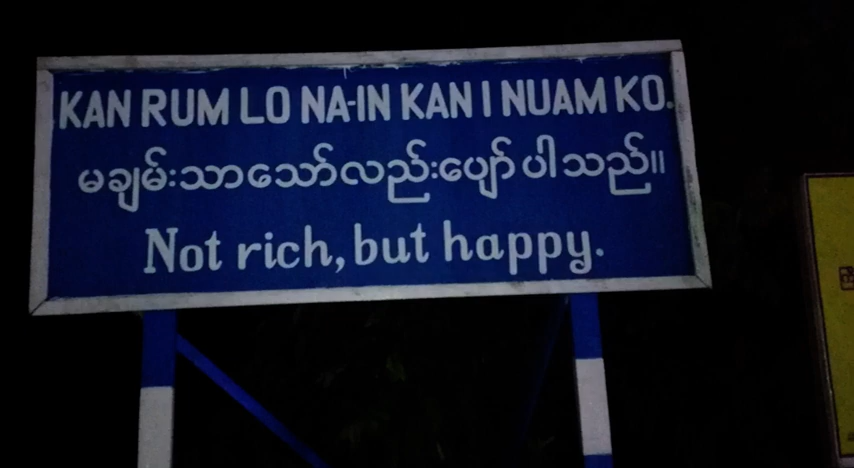 KAN RUM LO NA-IN KAN I NUAM KO.
မချမ်းသာသော်လည်းပျော်ပါသည်။
Not rich, but happy.